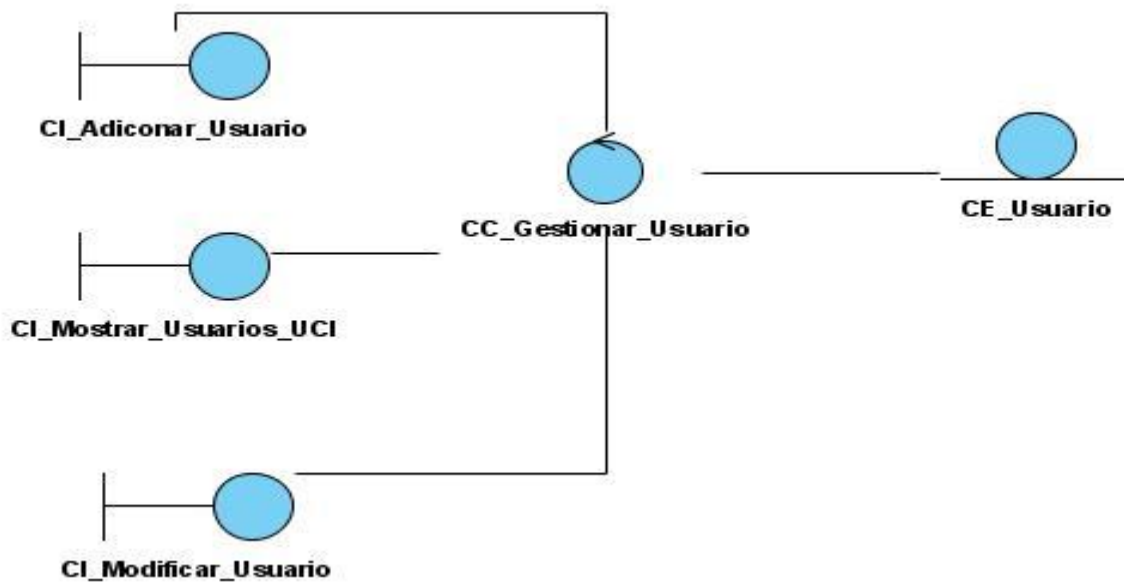 CI_Adiconar_Usuario
CC_Gestionar_Usuario
CE_Usuario
CI_Mostrar_Usuarios_UCI
CI_Modificar_Usuario